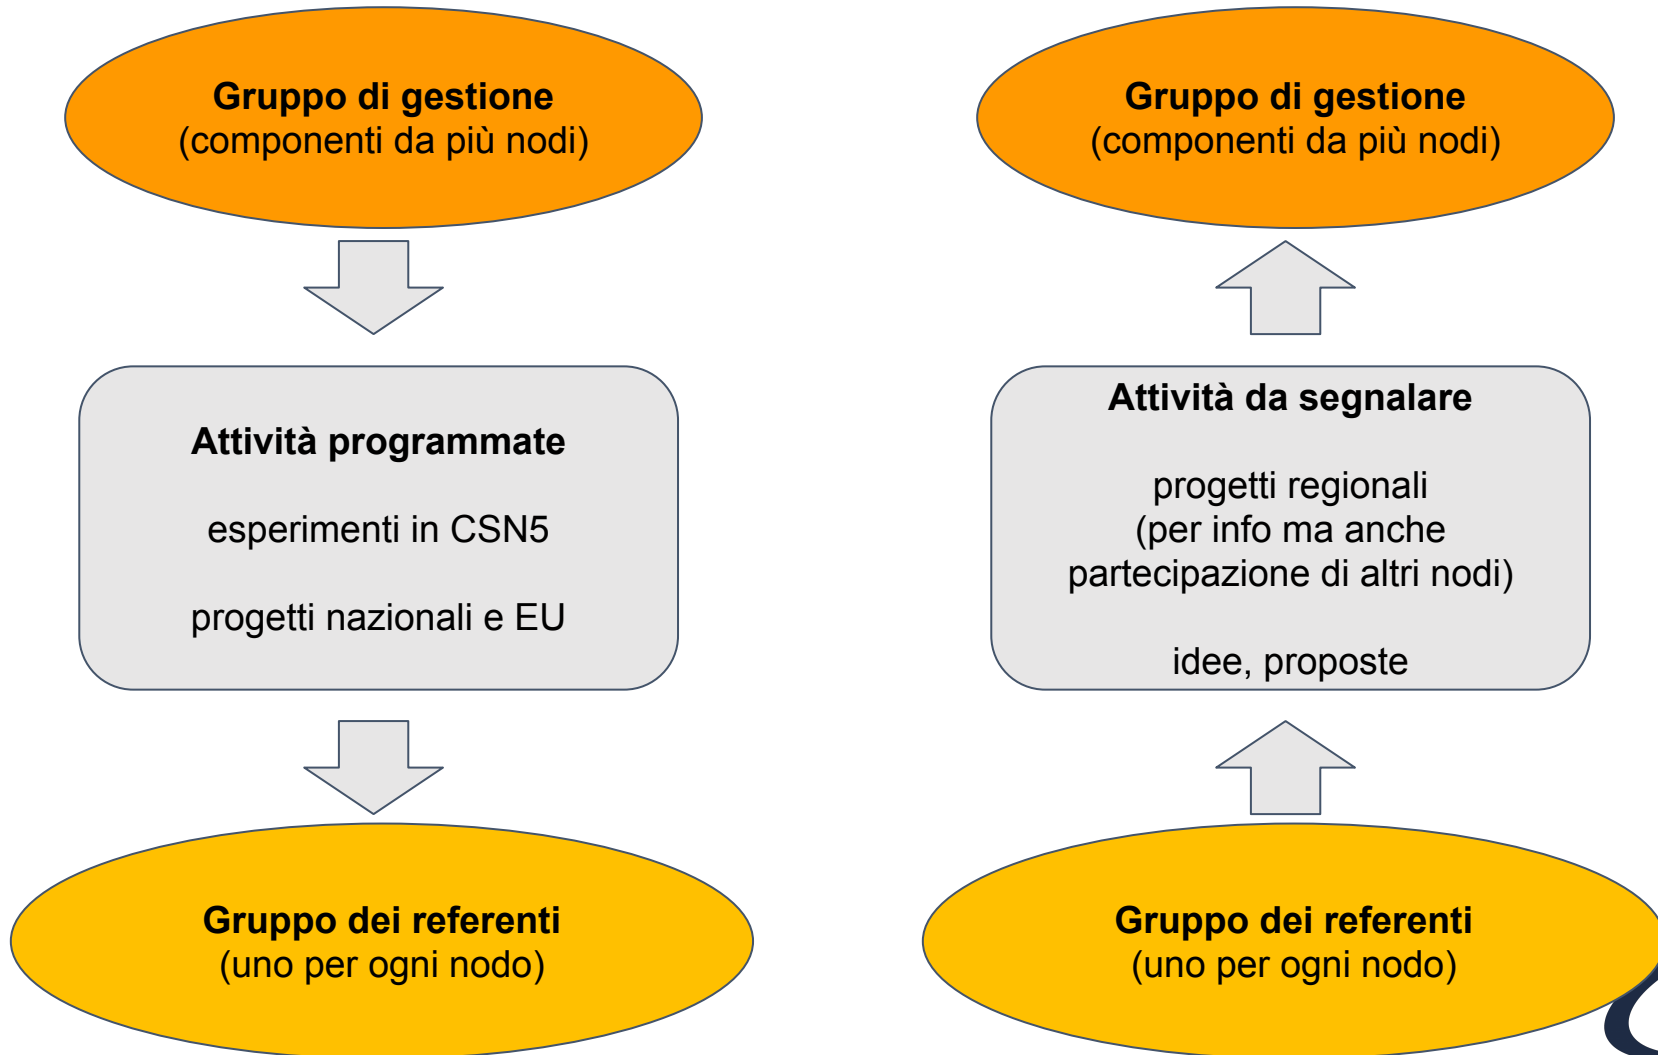 Gruppo di gestione
(componenti da più nodi)
Attività programmate
esperimenti in CSN5
progetti nazionali e EU
Gruppo dei referenti
(uno per ogni nodo)
Gruppo di gestione
(componenti da più nodi)
Attività da segnalare
progetti regionali
(per info ma anche
partecipazione di altri nodi)
idee, proposte
Gruppo dei referenti
(uno per ogni nodo)